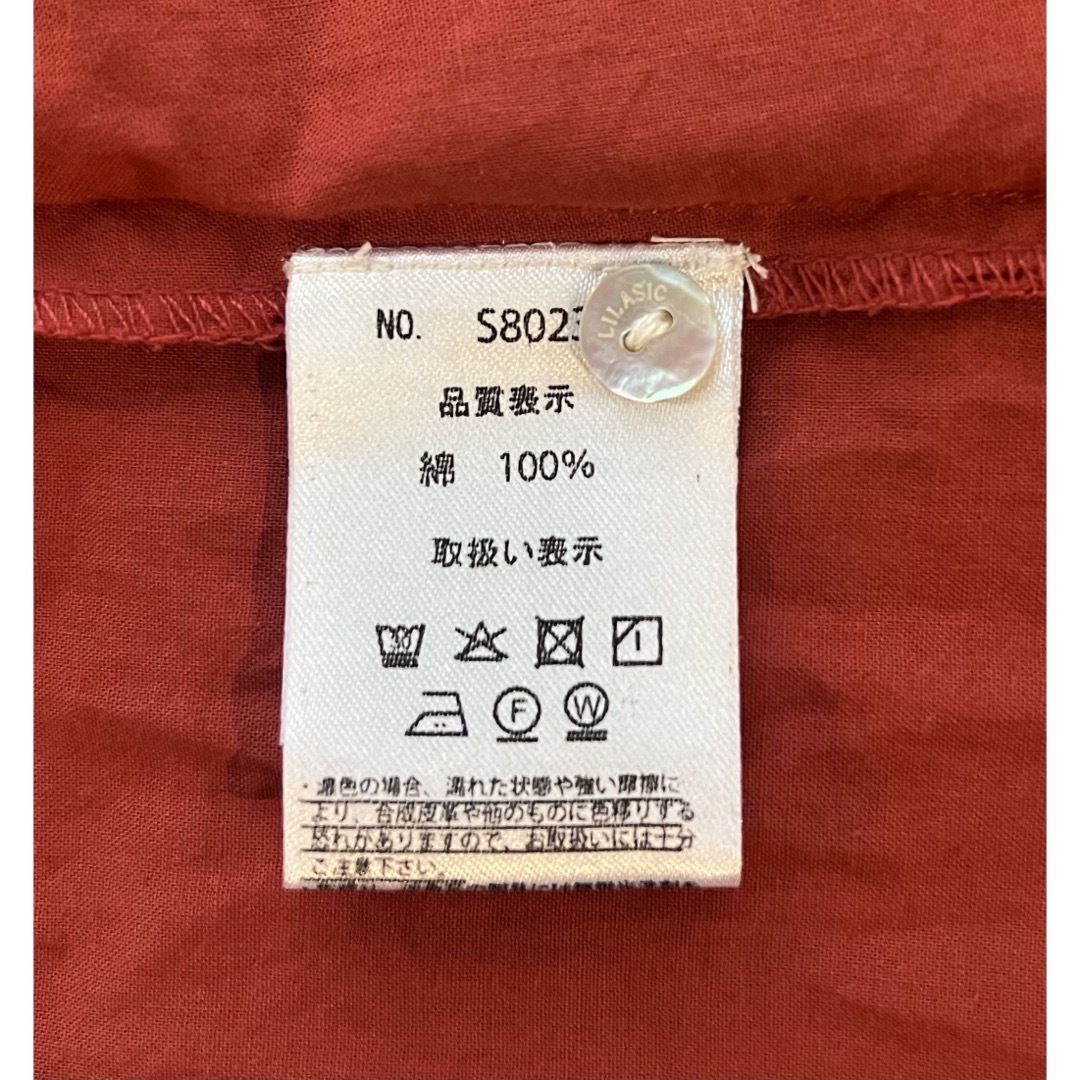 NO. S802
LILASIC
品質表示
綿 100%
取扱い表示
30
F
W
・濃色の場合、濡れた状態や強い摩擦に
より、合成皮革や他のものに色移りする
恐れがありますので、お取扱いには十分
ご注意下さい。